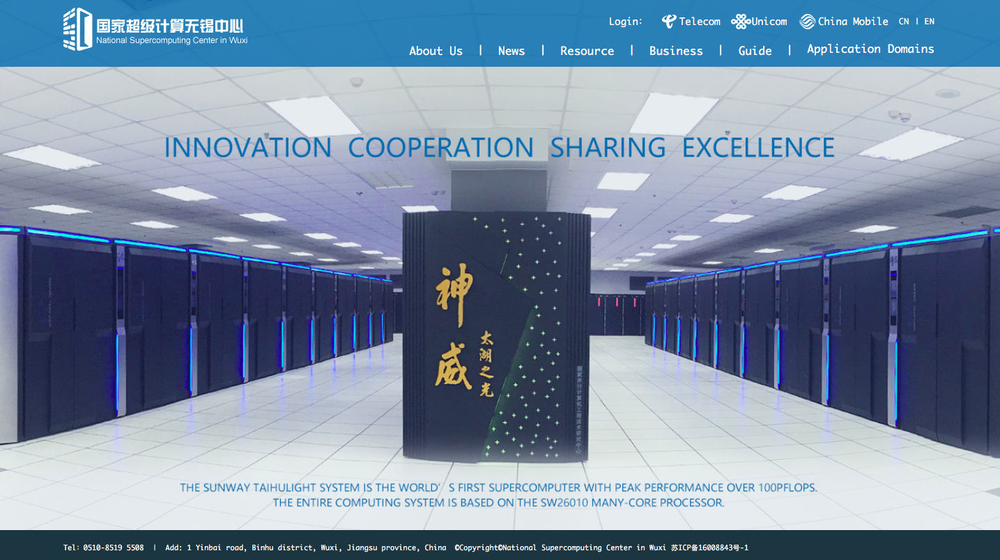 国家超级计算无锡中心
National Supercomputing Center in Wuxi
Login: Telecom Unicom China Mobile CN | EN
About Us | News | Resource | Business | Guide | Application Domains
INNOVATION COOPERATION SHARING EXCELLENCE
神威
太湖之光
国家并行计算机工程技术研究中心
THE SUNWAY TAIHULIGHT SYSTEM IS THE WORLD'S FIRST SUPERCOMPUTER WITH PEAK PERFORMANCE OVER 100PFLOPS.
THE ENTIRE COMPUTING SYSTEM IS BASED ON THE SW26010 MANY-CORE PROCESSOR.
Tel: 0510-8519 5508 | Add: 1 Yinbai road, Binhu district, Wuxi, Jiangsu province, China ©Copyright©National Supercomputing Center in Wuxi 苏ICP备16008843号-1